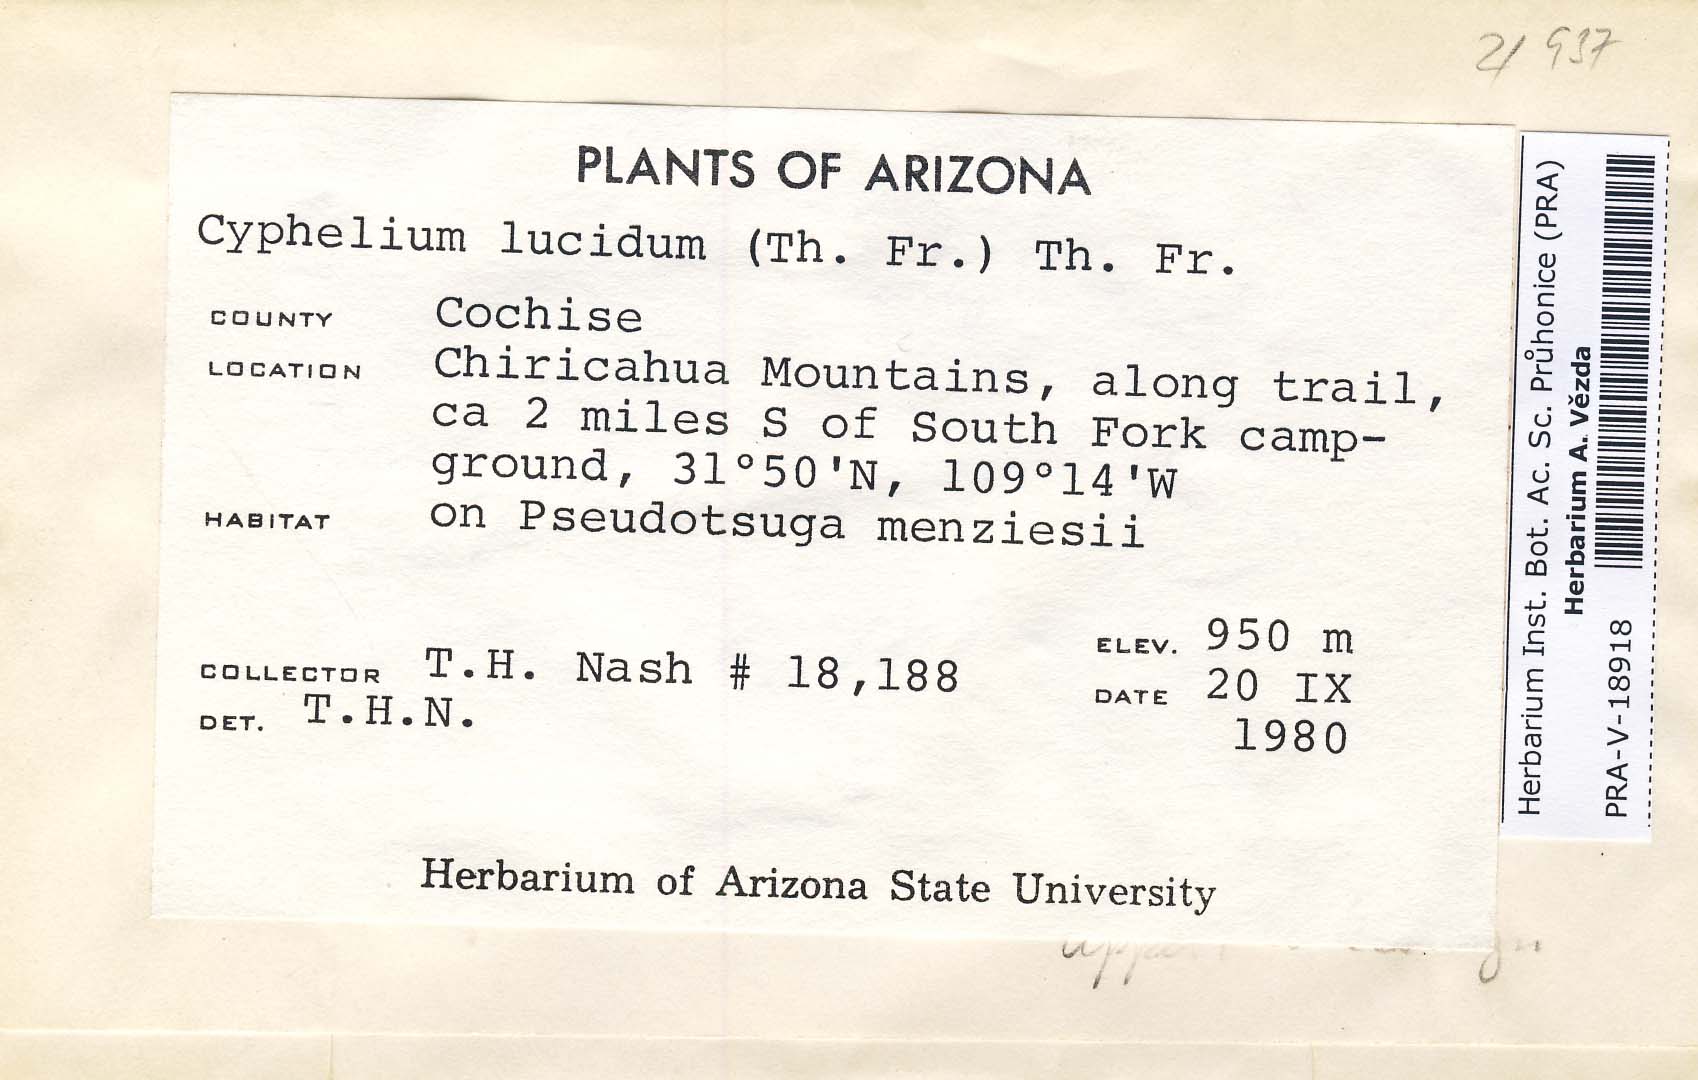 21 937
PLANTS OF ARIZONA
Cyphelium lucidum (Th. Fr.) Th. Fr.
COUNTY Cochise
LOCATION Chiricahua Mountains, along trail,
ca 2 miles S of South Fork camp-
ground, 31°50'N, 109°14'W
HABITAT on Pseudotsuga menziesii
ELEV. 950 m
COLLECTOR T.H. Nash # 18,188
DATE 20 IX
1980
DET. T.H.N.
Herbarium of Arizona State University
Herbarium Inst. Bot. Ac. Sc. Průhonice (PRA)
Herbarium A. Vězda
PRA-V-18918